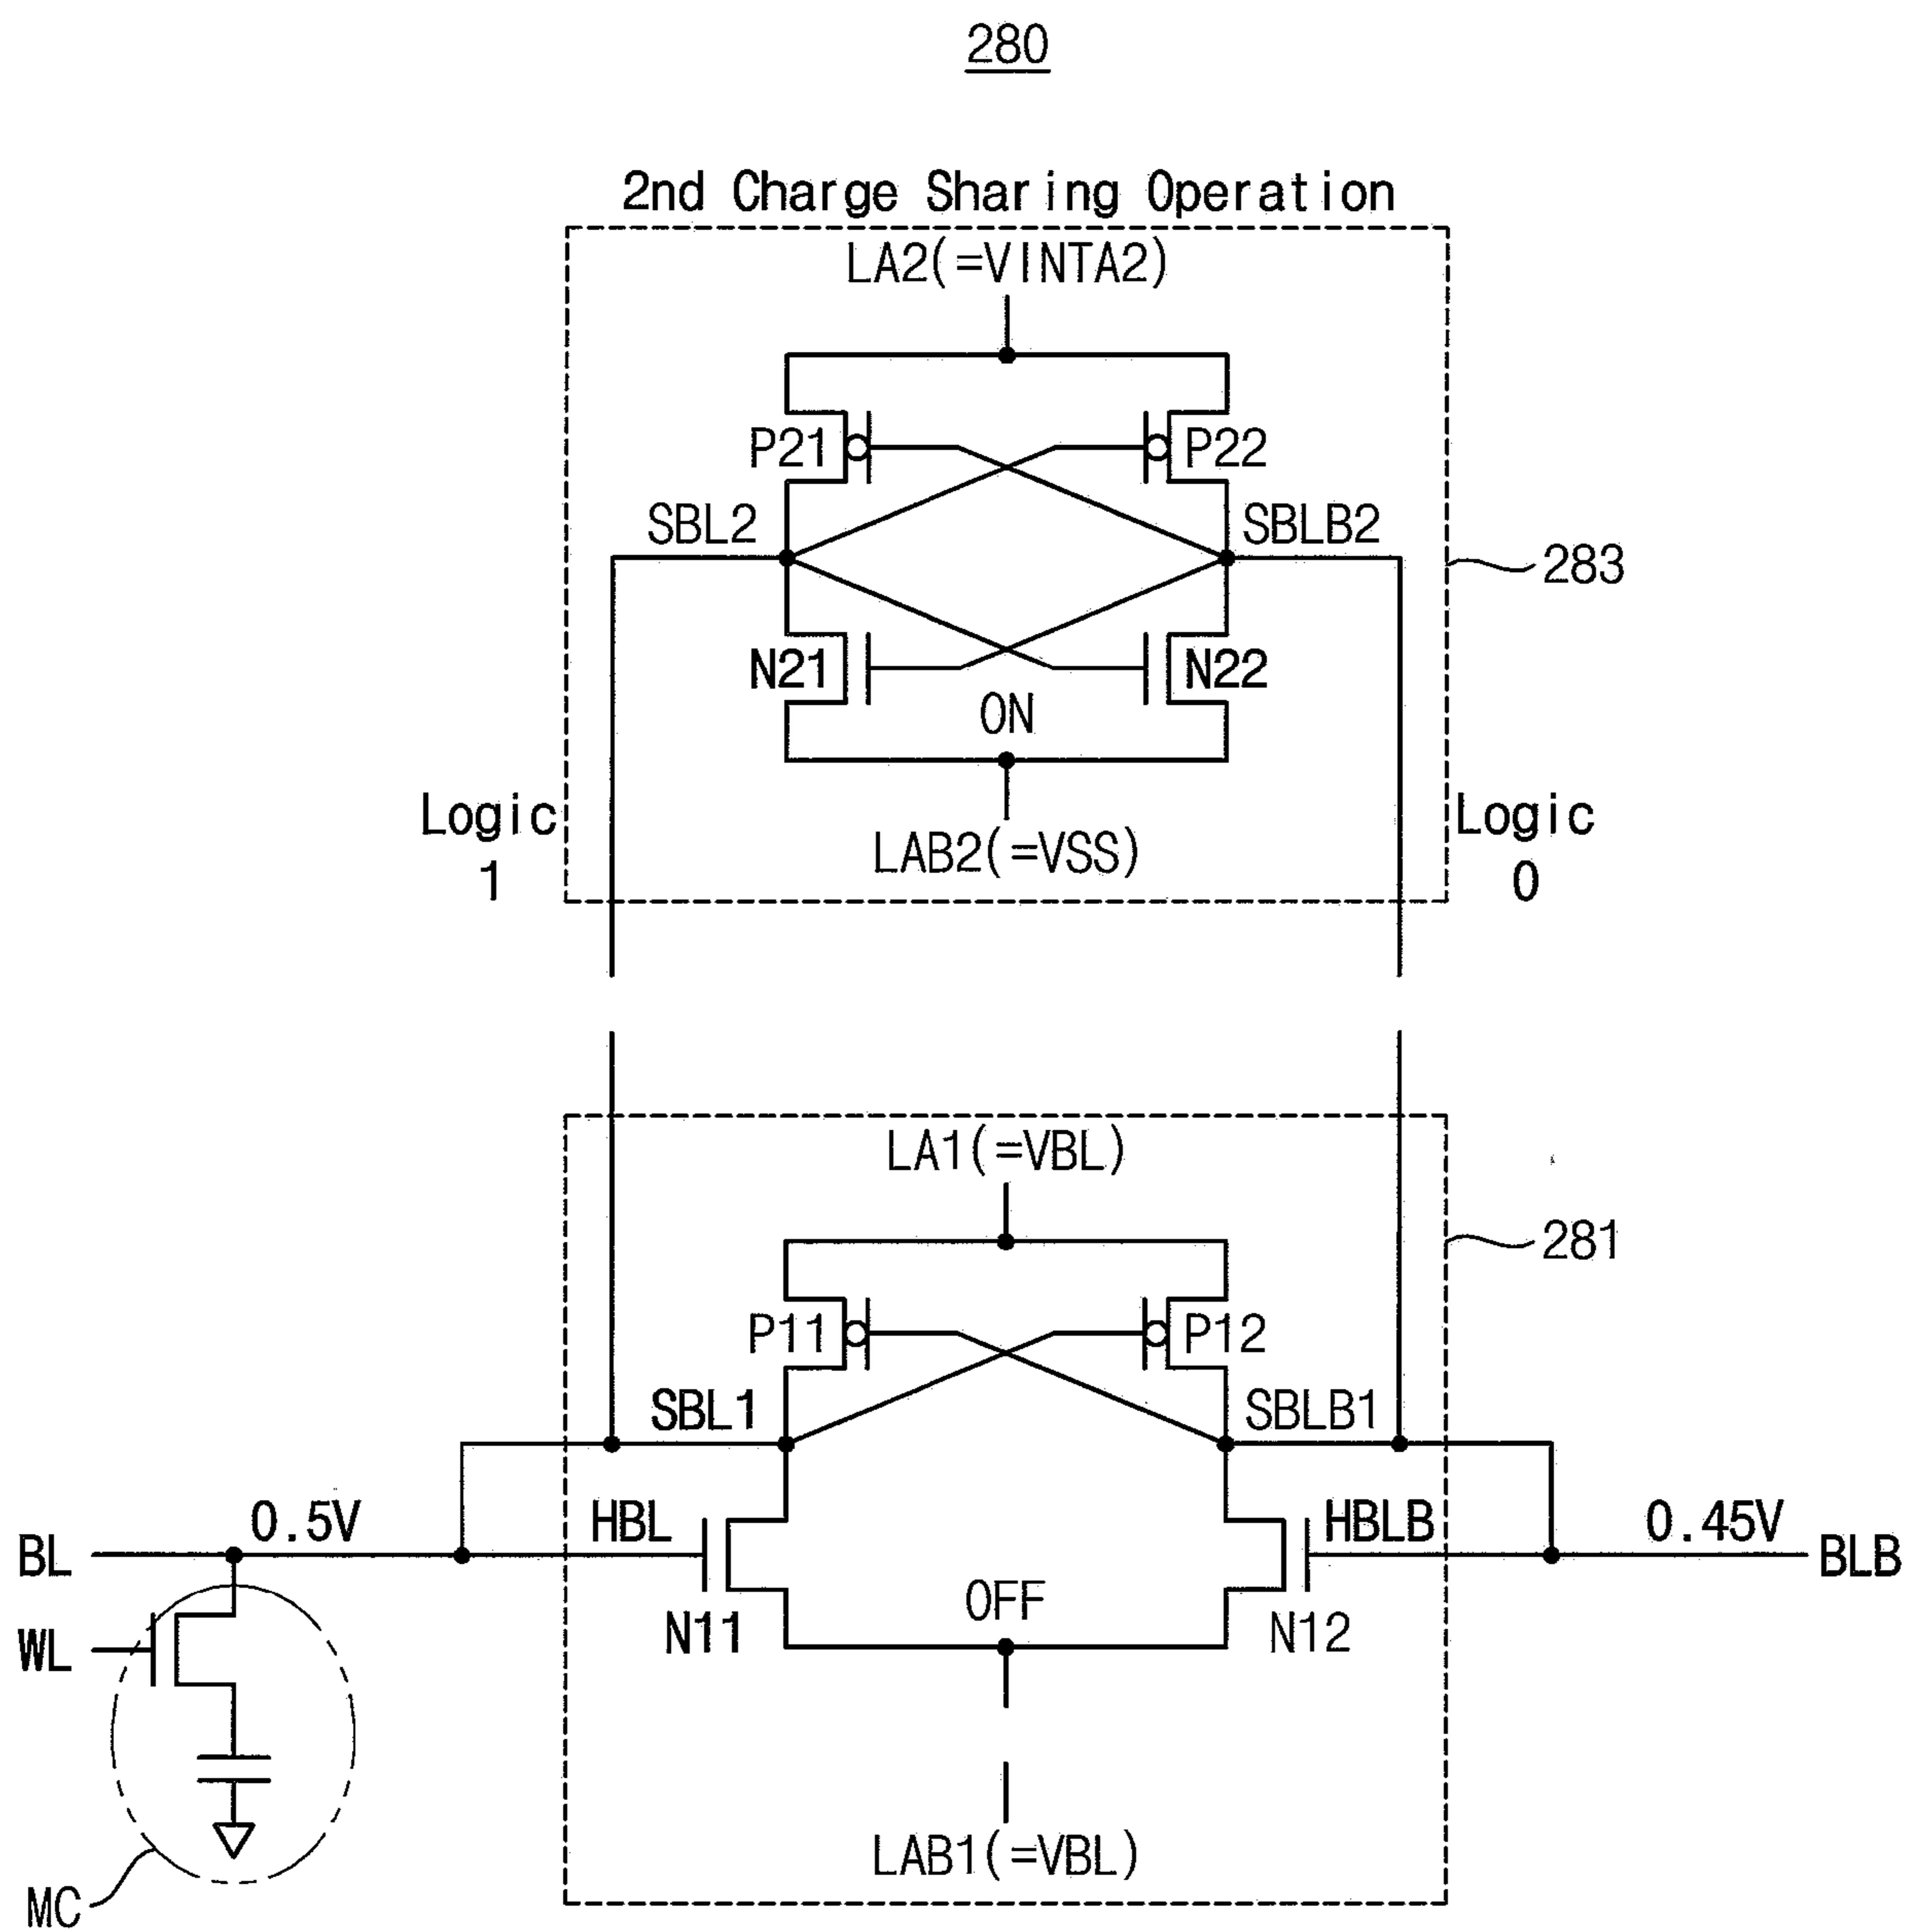 280
2nd Charge Sharing Operation
LA2(=VINTA2)
P21
P22
SBL2
SBLB2
283
N21
N22
ON
Logic
1
Logic
0
LAB2(=VSS)
LA1(=VBL)
281
P11
P12
SBL1
SBLB1
BL
0.5V
HBL
HBLB
0.45V
BLB
WL
N11
OFF
N12
LAB1(=VBL)
MC